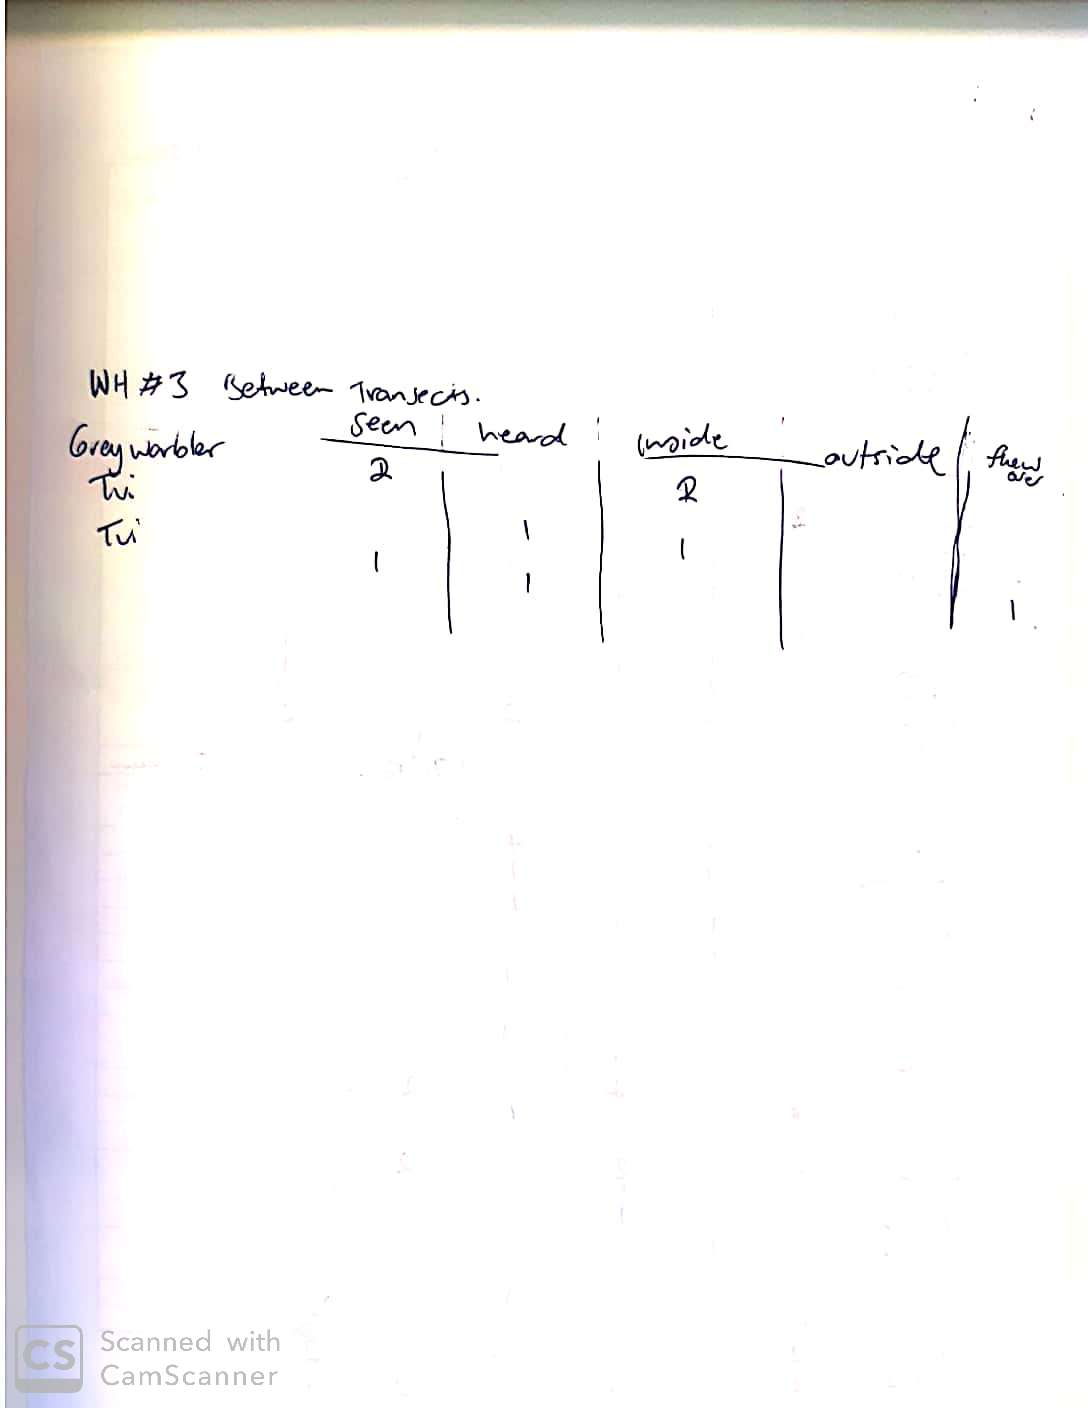 WH #3 Between Transects.
seen heard inside outside flew over
Grey warbler 2 2
Tui 1 1
Tui 1 1 1
Scanned with
CS CamScanner